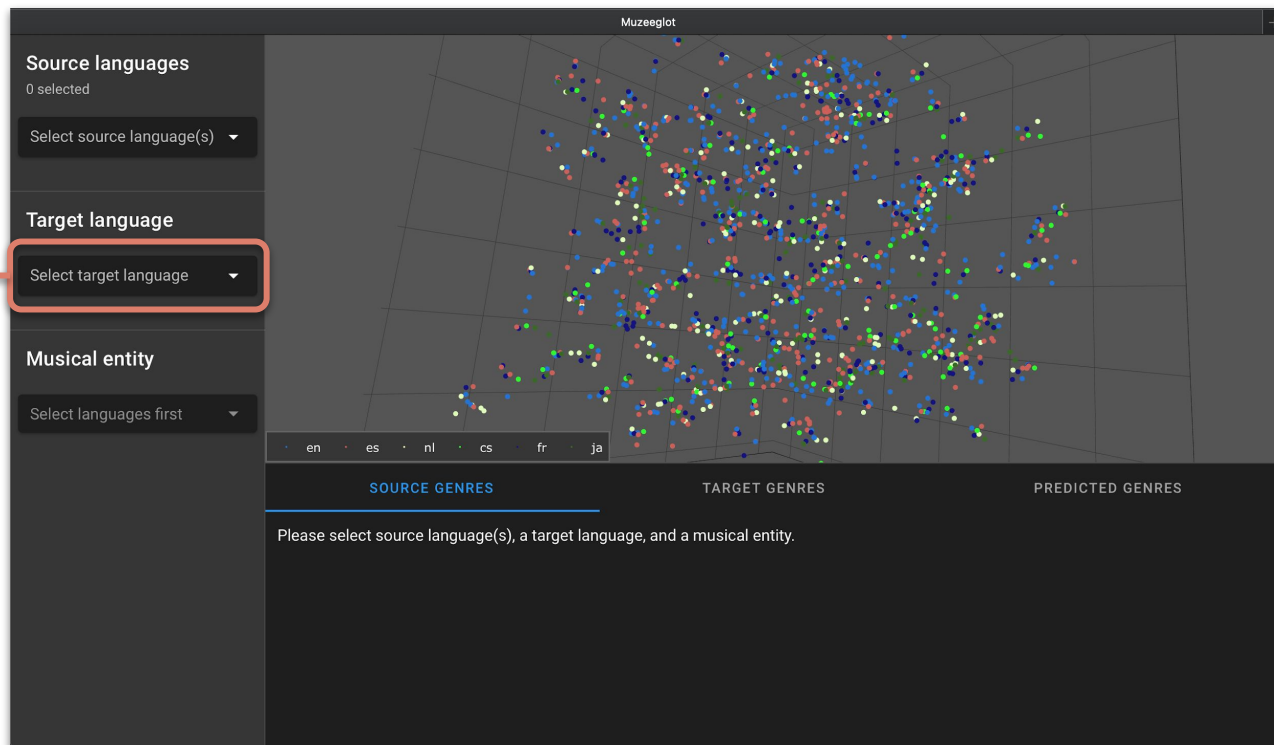 Muzeeglot
Source languages
0 selected
Select source language(s)
Target language
Select target language
Musical entity
Select languages first
en es nl cs fr ja
SOURCE GENRES TARGET GENRES PREDICTED GENRES
Please select source language(s), a target language, and a musical entity.